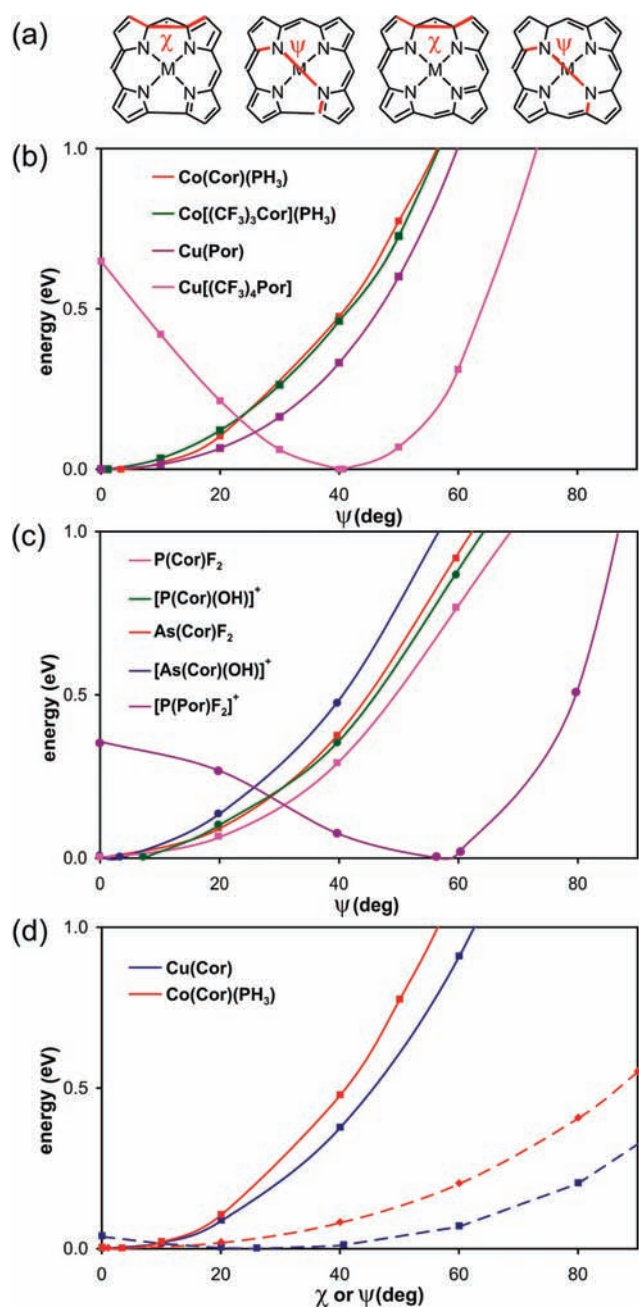 (a)
χ ψ χ ψ
N N N N N N N N
M M M M
N N N N N N N N
(b)
1.0
Co(Cor)(PH3)
Co[(CF3)3Cor](PH3)
Cu(Por)
Cu[(CF3)4Por]
energy (eV)
0.5
0.0
0 20 40 60 80
ψ(deg)
(c)
1.0
P(Cor)F2
[P(Cor)(OH)]+
As(Cor)F2
[As(Cor)(OH)]+
[P(Por)F2]+
energy (eV)
0.5
0.0
0 20 40 60 80
ψ(deg)
(d)
1.0
Cu(Cor)
Co(Cor)(PH3)
energy (eV)
0.5
0.0
0 20 40 60 80
χ or ψ(deg)